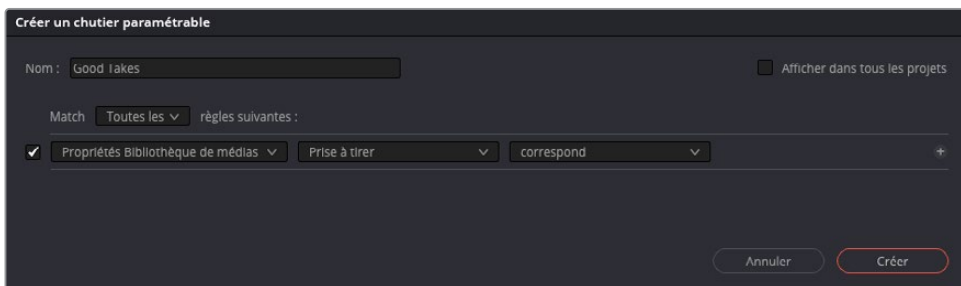 Créer un chutier paramétrable
Nom : Good Takes Afficher dans tous les projets
Match Toutes les règles suivantes :
Propriétés Bibliothèque de médias Prise à tirer correspond
Annuler Créer